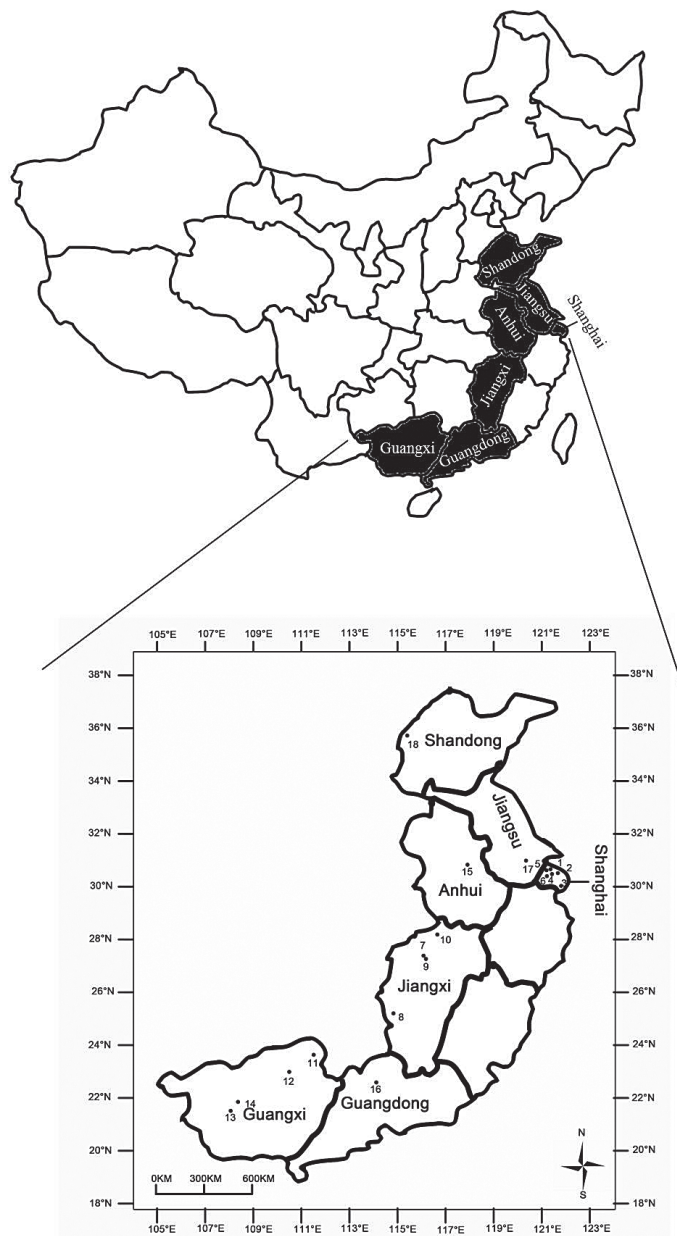 Shandong
Jiangsu
Anhui
Shanghai
Jiangxi
Guangxi
Guangdong
105°E 107°E 109°E 111°E 113°E 115°E 117°E 119°E 121°E 123°E
38°N 38°N
36°N 36°N
18 Shandong
34°N 34°N
Jiangsu
32°N 32°N
15
17
5
1
2
6
4
3
Shanghai
30°N 30°N
Anhui
28°N 28°N
7
10
9
Jiangxi
26°N 26°N
8
24°N 24°N
11
12
16
22°N 22°N
14
13
Guangxi
Guangdong
20°N 20°N
N
S
0KM 300KM 600KM
18°N 18°N
105°E 107°E 109°E 111°E 113°E 115°E 117°E 119°E 121°E 123°E